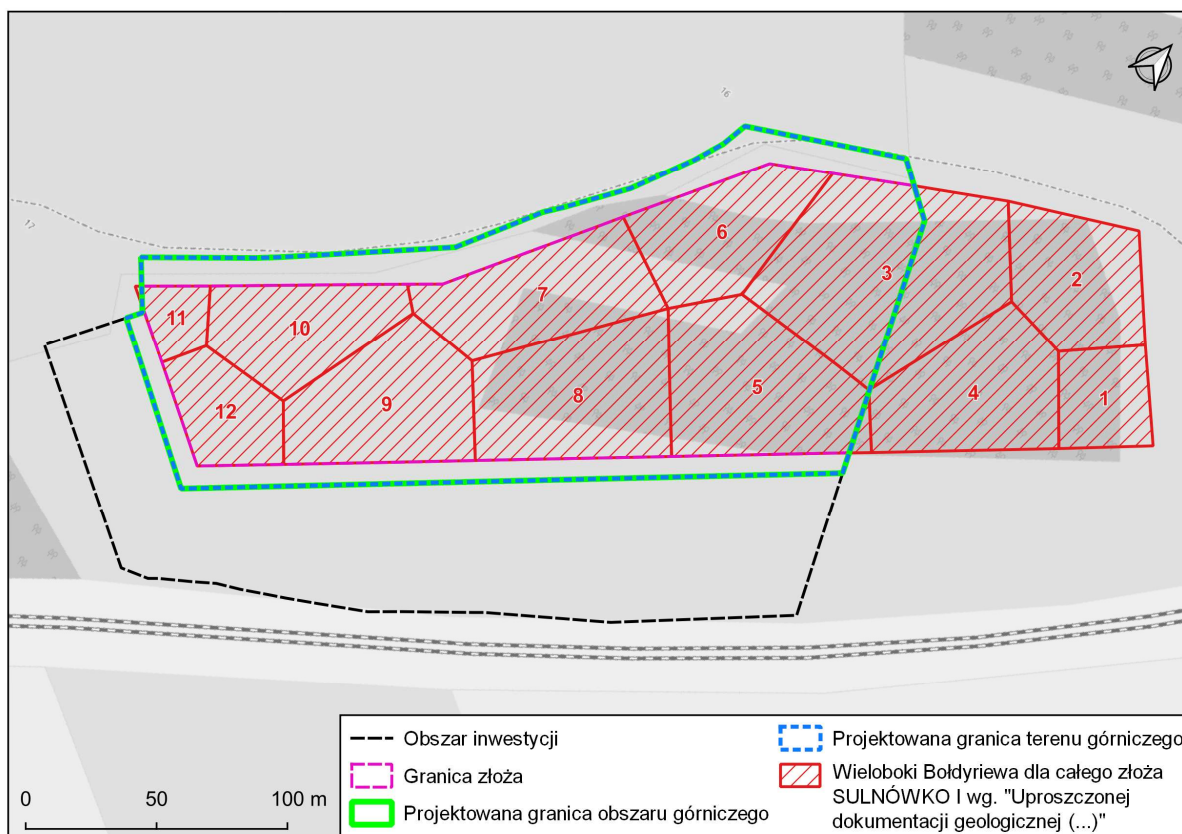 16
17
6
3
2
7
11
10
12
9
8
5
4
1
0 50 100 m
Obszar inwestycji
Granica złoża
Projektowana granica obszaru górniczego
Projektowana granica terenu górniczego
Wieloboki Bołdyriewa dla całego złoża
SULNÓWKO I wg. "Uproszczonej
dokumentacji geologicznej (...)"